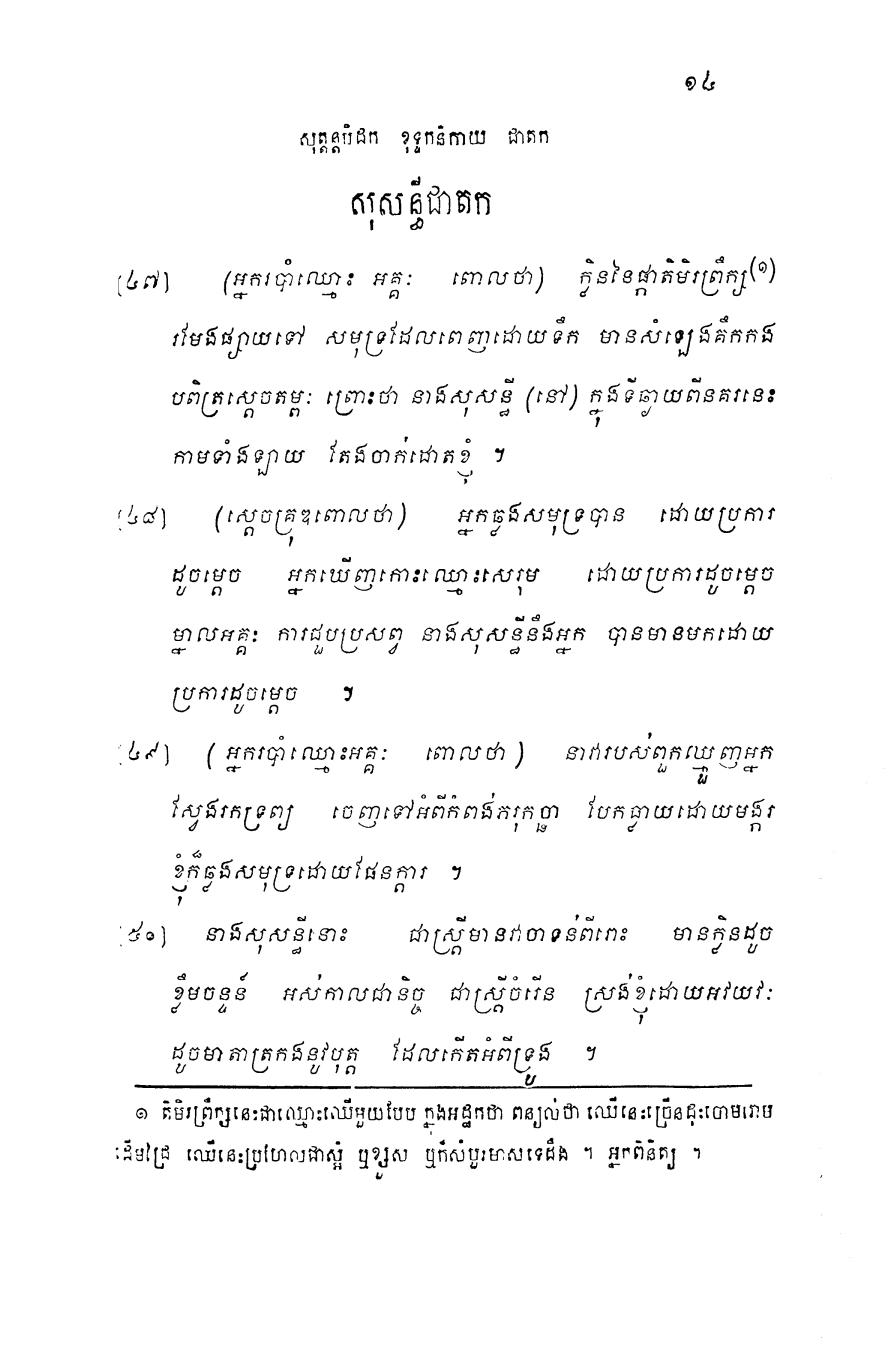 ១៤
សុត្តន្តបិដក ខុទ្ទកនិកាយ ជាតក
សុសន្ធីជាតក
[៤៧] (អ្នករបាំឈ្មោះ អគ្គៈ ពោលថា) ក្លិននៃផ្កាតិមិរព្រឹក្ស(១)
រមែងផ្សាយទៅ សមុទ្រដែលពេញដោយទឹក មានសំឡេងគឹកកង
បពិត្រស្តេចតម្ពៈ ព្រោះថា នាងសុសន្ធី (នៅ) ក្នុងទីឆ្ងាយពីនគរនេះ
កាមទាំងឡាយ តែងចាក់ដោតខ្ញុំ ។
[៤៨] (ស្តេចគ្រុឌពោលថា) អ្នកឆ្លងសមុទ្របាន ដោយប្រការ
ដូចម្តេច អ្នកឃើញកោះឈ្មោះសេរុម ដោយប្រការដូចម្តេច
ម្នាលអគ្គៈ ការជួបប្រសព្វ នាងសុសន្ធីនឹងអ្នក បានមានមកដោយ
ប្រការដូចម្តេច ។
[៤៩] (អ្នករបាំឈ្មោះអគ្គៈ ពោលថា) នាវារបស់ពួកឈ្មួញអ្នក
ស្វែងរកទ្រព្យ ចេញទៅអំពីកំពង់ភរុកច្ឆា បែកធ្លាយដោយមង្ករ
ខ្ញុំក៏ឆ្លងសមុទ្រដោយផែនក្តារ ។
[៥០] នាងសុសន្ធីនោះ ជាស្ត្រីមានវាចាទន់ពីរោះ មានក្លិនដូច
ខ្លឹមចន្ទន៍ អស់កាលជានិច្ច ជាស្ត្រីចំរើន ស្រង់ខ្ញុំដោយអវយវៈ
ដូចមាតាត្រកងនូវបុត្ត ដែលកើតអំពីទ្រូង ។
១ តិមិរព្រឹក្សនេះជាឈ្មោះឈើមួយបែប ក្នុងអដ្ឋកថា ពន្យល់ថា ឈើនេះច្រើនដុះចោមរោម
ដើមជ្រៃ ឈើនេះប្រហែលជាស្អំ ឬខ្សូស ឬក៏សំបួរមាសទេដឹង ។ អ្នកពិនិត្យ ។